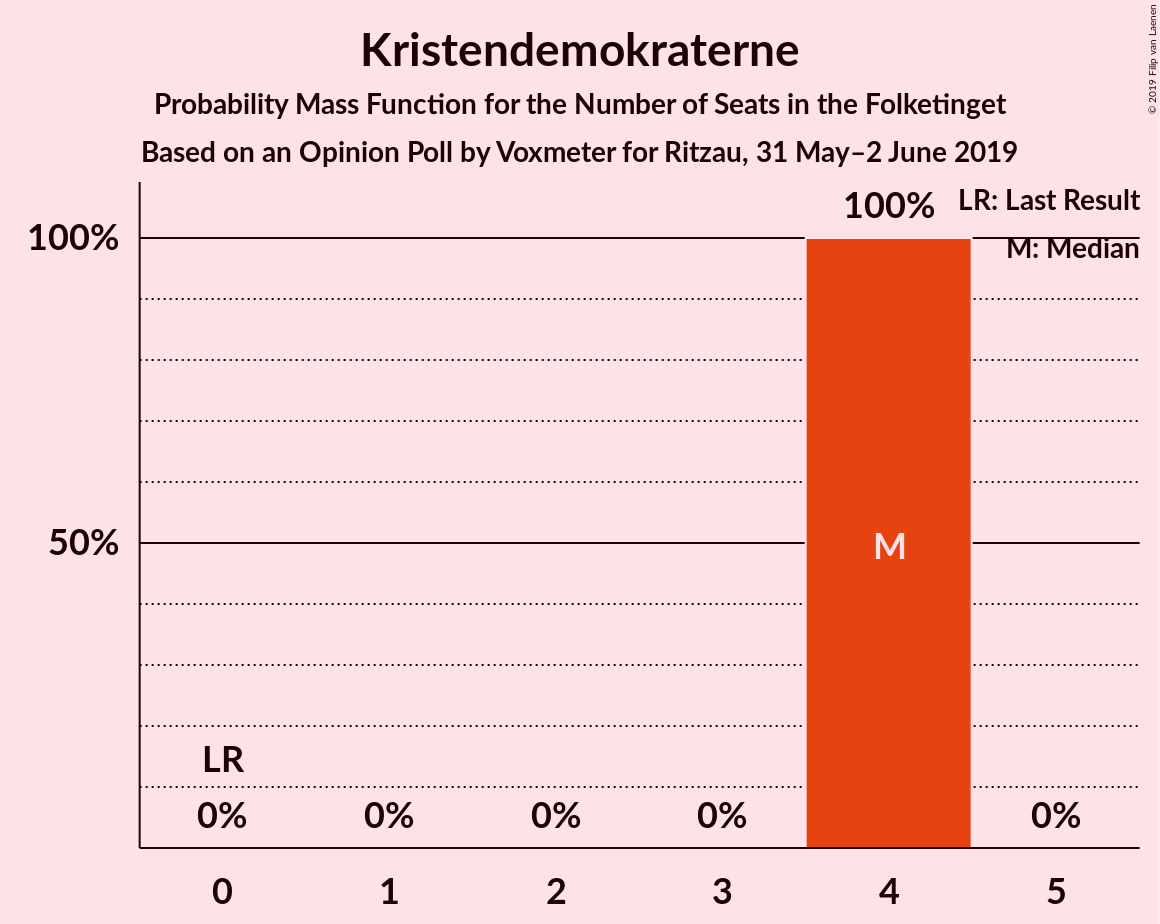 Kristendemokraterne
Probability Mass Function for the Number of Seats in the Folketinget
Based on an Opinion Poll by Voxmeter for Ritzau, 31 May–2 June 2019
© 2019 Filip van Laenen
LR: Last Result
M: Median
100%
100%
50%
M
LR
0% 0% 0% 0% 0%
0 1 2 3 4 5